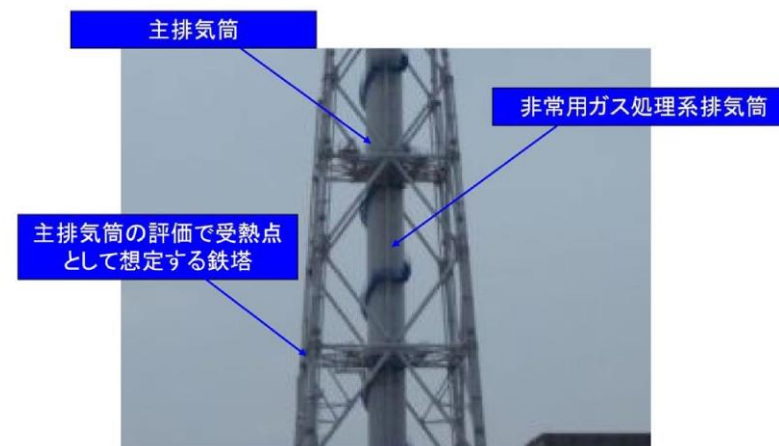 主排気筒
非常用ガス処理系排気筒
主排気筒の評価で受熱点
として想定する鉄塔